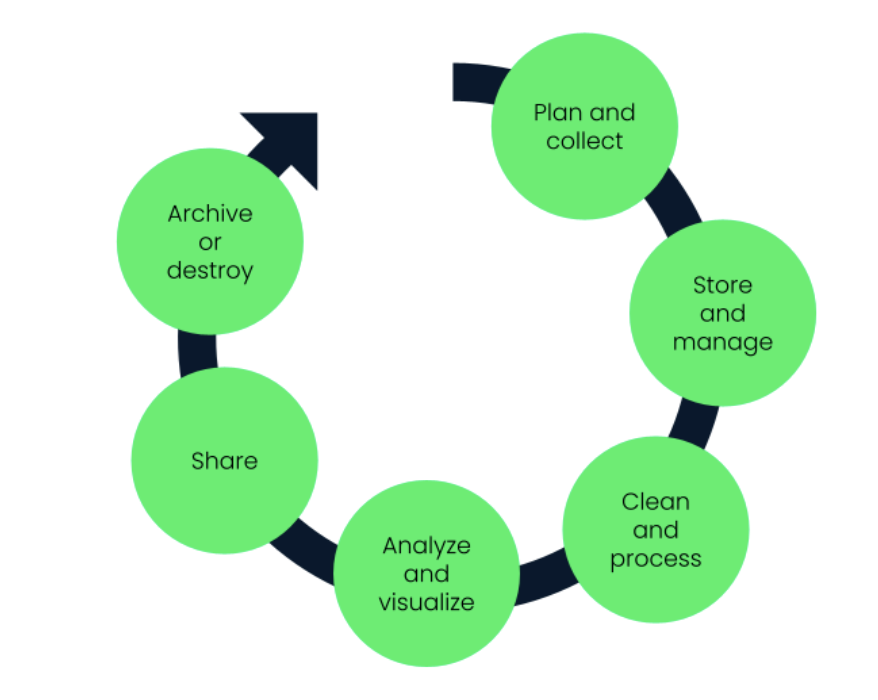 Plan and
collect
Store
and
manage
Clean
and
process
Analyze
and
visualize
Share
Archive
or
destroy